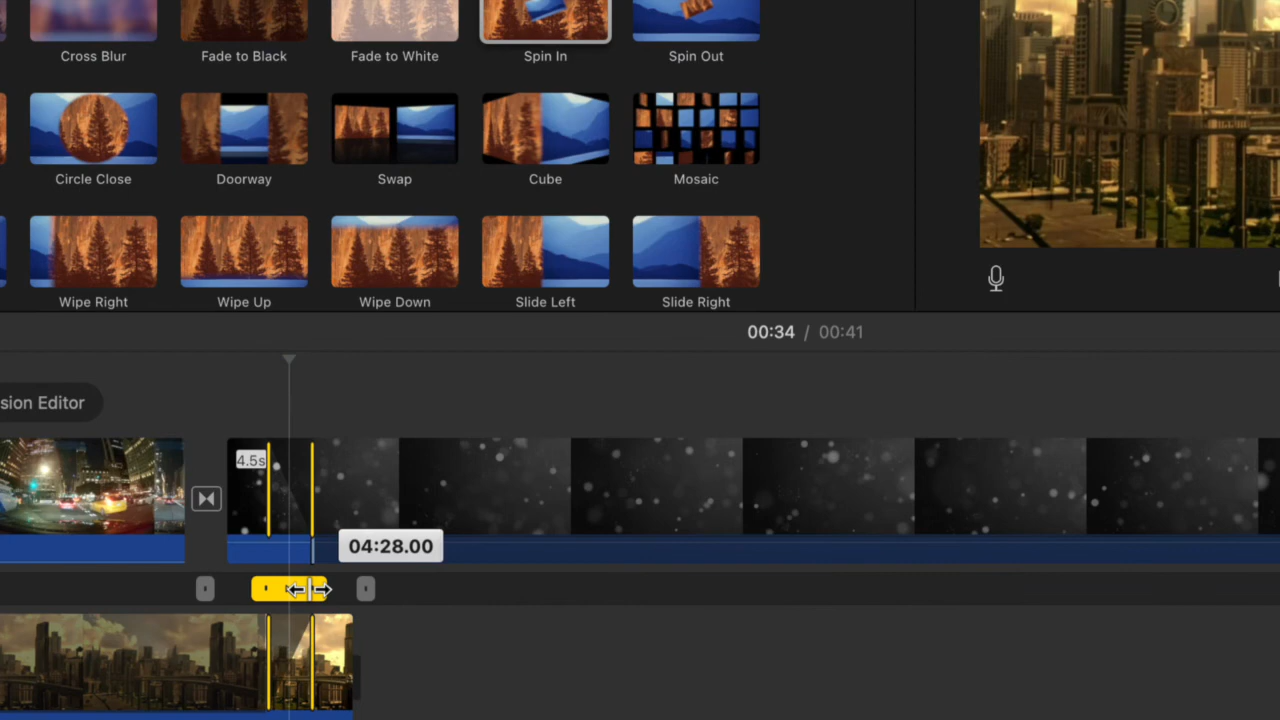 Cross Blur
Fade to Black
Fade to White
Spin In
Spin Out
Circle Close
Doorway
Swap
Cube
Mosaic
Wipe Right
Wipe Up
Wipe Down
Slide Left
Slide Right
00:34 / 00:41
sion Editor
4.5s
04:28.00